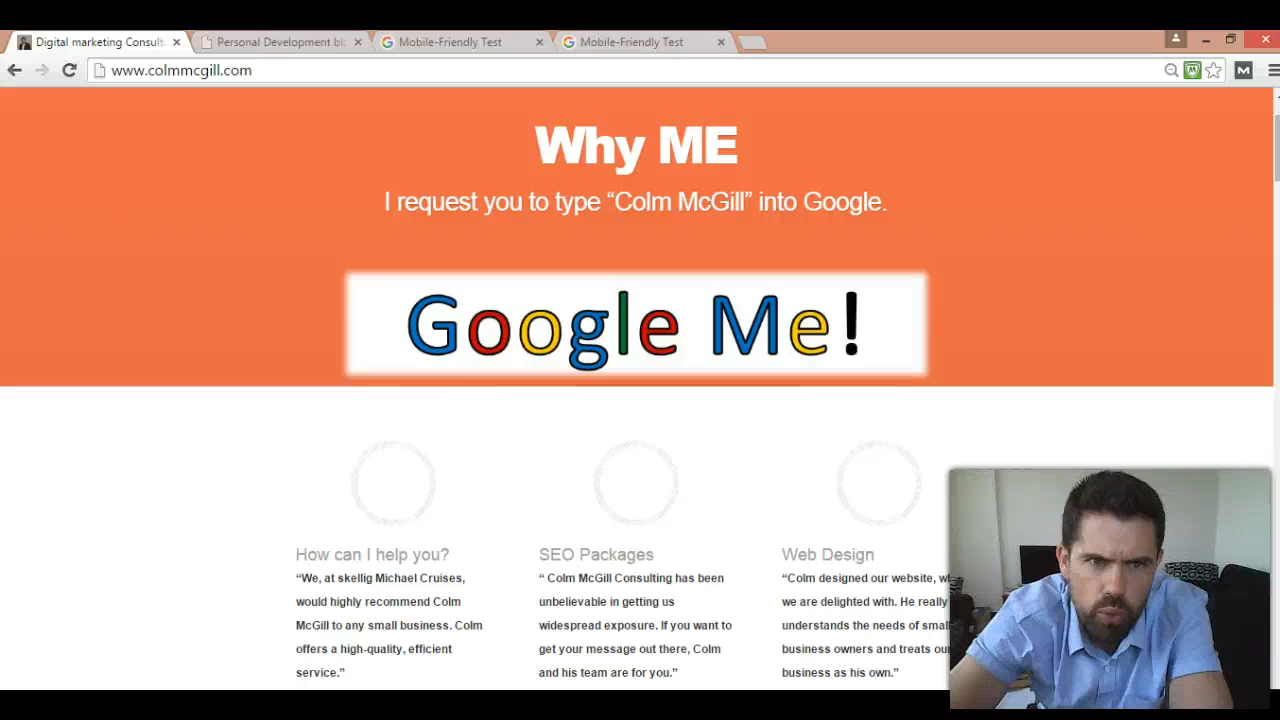 Digital marketing Consult
Personal Development blo
Mobile-Friendly Test
Mobile-Friendly Test
www.colmmcgill.com
Why ME
I request you to type “Colm McGill” into Google.
Google Me!
How can I help you?
“We, at skellig Michael Cruises,
would highly recommend Colm
McGill to any small business. Colm
offers a high-quality, efficient
service.”
SEO Packages
“ Colm McGill Consulting has been
unbelievable in getting us
widespread exposure. If you want to
get your message out there, Colm
and his team are for you.”
Web Design
“Colm designed our website, wh
we are delighted with. He really
understands the needs of small
business owners and treats our
business as his own.”